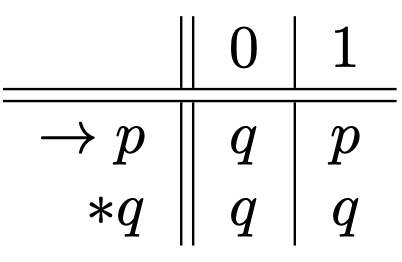 0 1
→ p q p
*q q q